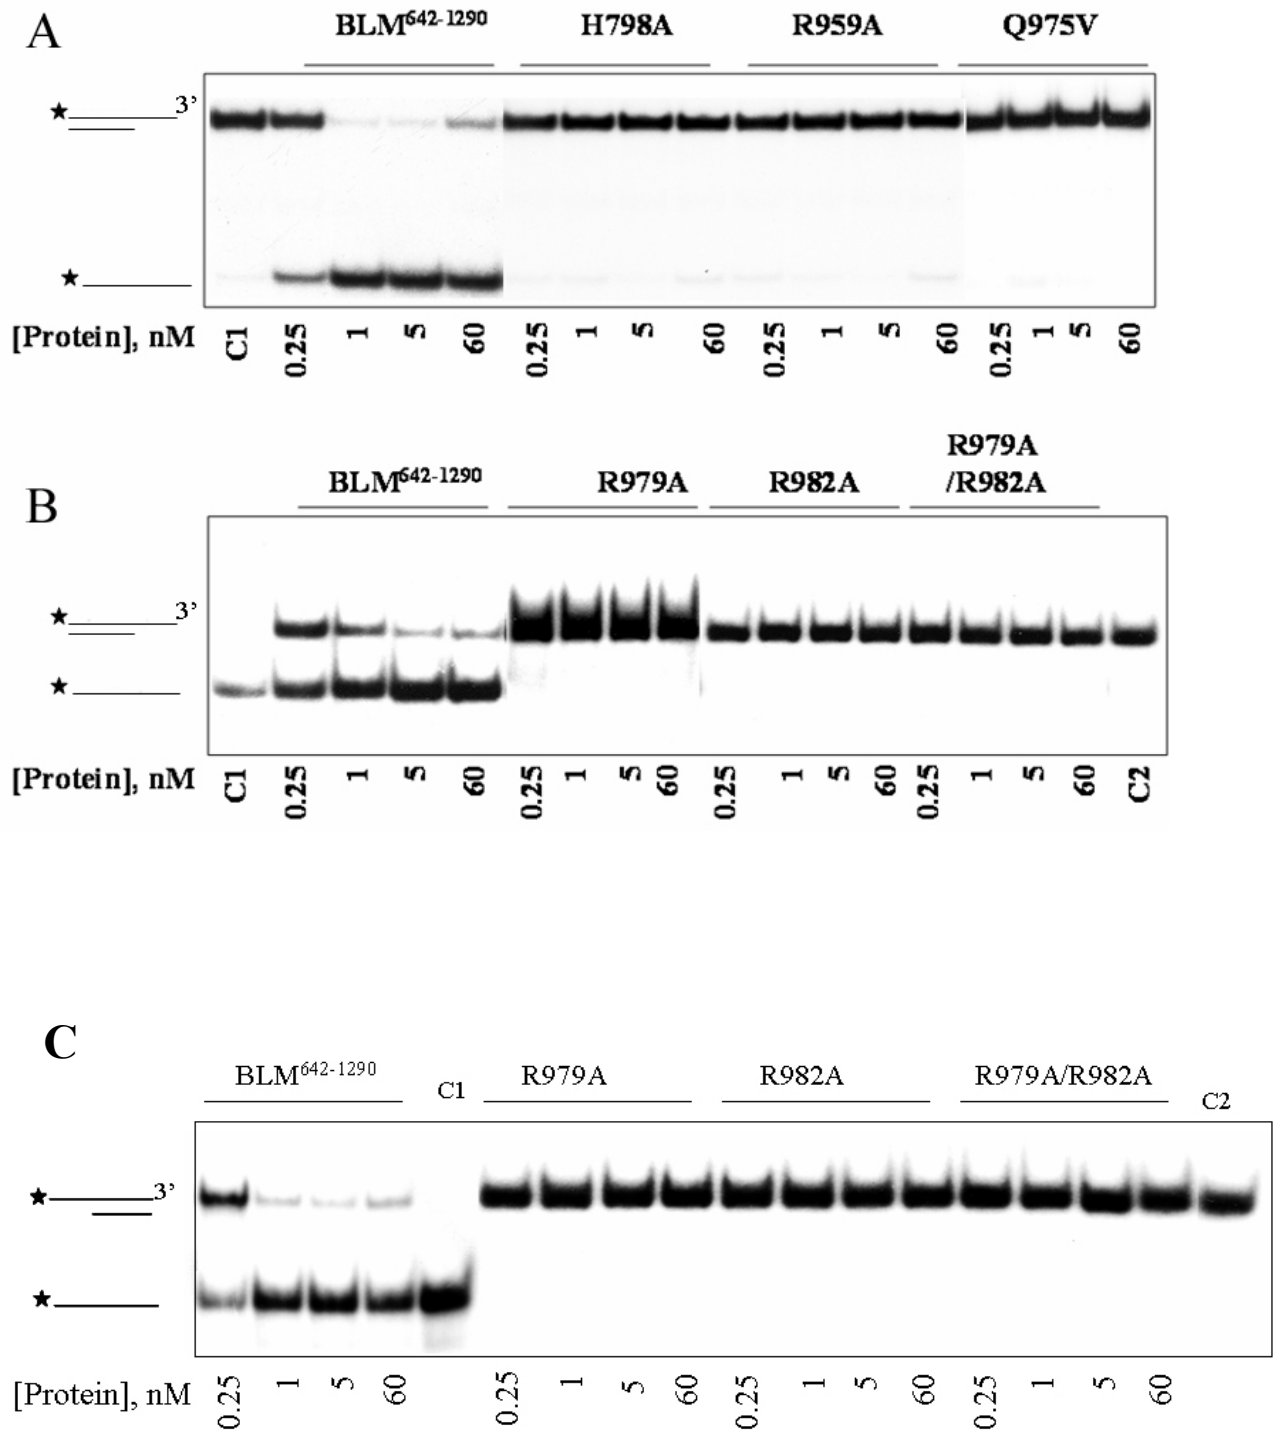 A
BLM642-1290 H798A R959A Q975V
★ 3’
★
[Protein], nM C1 0.25 1 5 60 0.25 1 5 60 0.25 1 5 60 0.25 1 5 60
B
BLM642-1290 R979A R982A R979A
/R982A
★ 3’
★
[Protein], nM C1 0.25 1 5 60 0.25 1 5 60 0.25 1 5 60 0.25 1 5 60 C2
C
BLM642-1290 C1 R979A R982A R979A/R982A C2
★ 3’
★
[Protein], nM 0.25 1 5 60 0.25 1 5 60 0.25 1 5 60 0.25 1 5 60